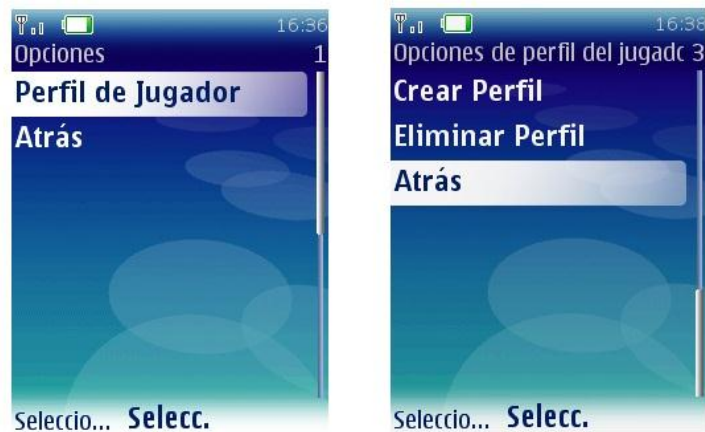 16:36
Opciones 1
Perfil de Jugador
Atrás
Seleccio... Selecc.
16:38
Opciones de perfil del jugadc 3
Crear Perfil
Eliminar Perfil
Atrás
Seleccio... Selecc.